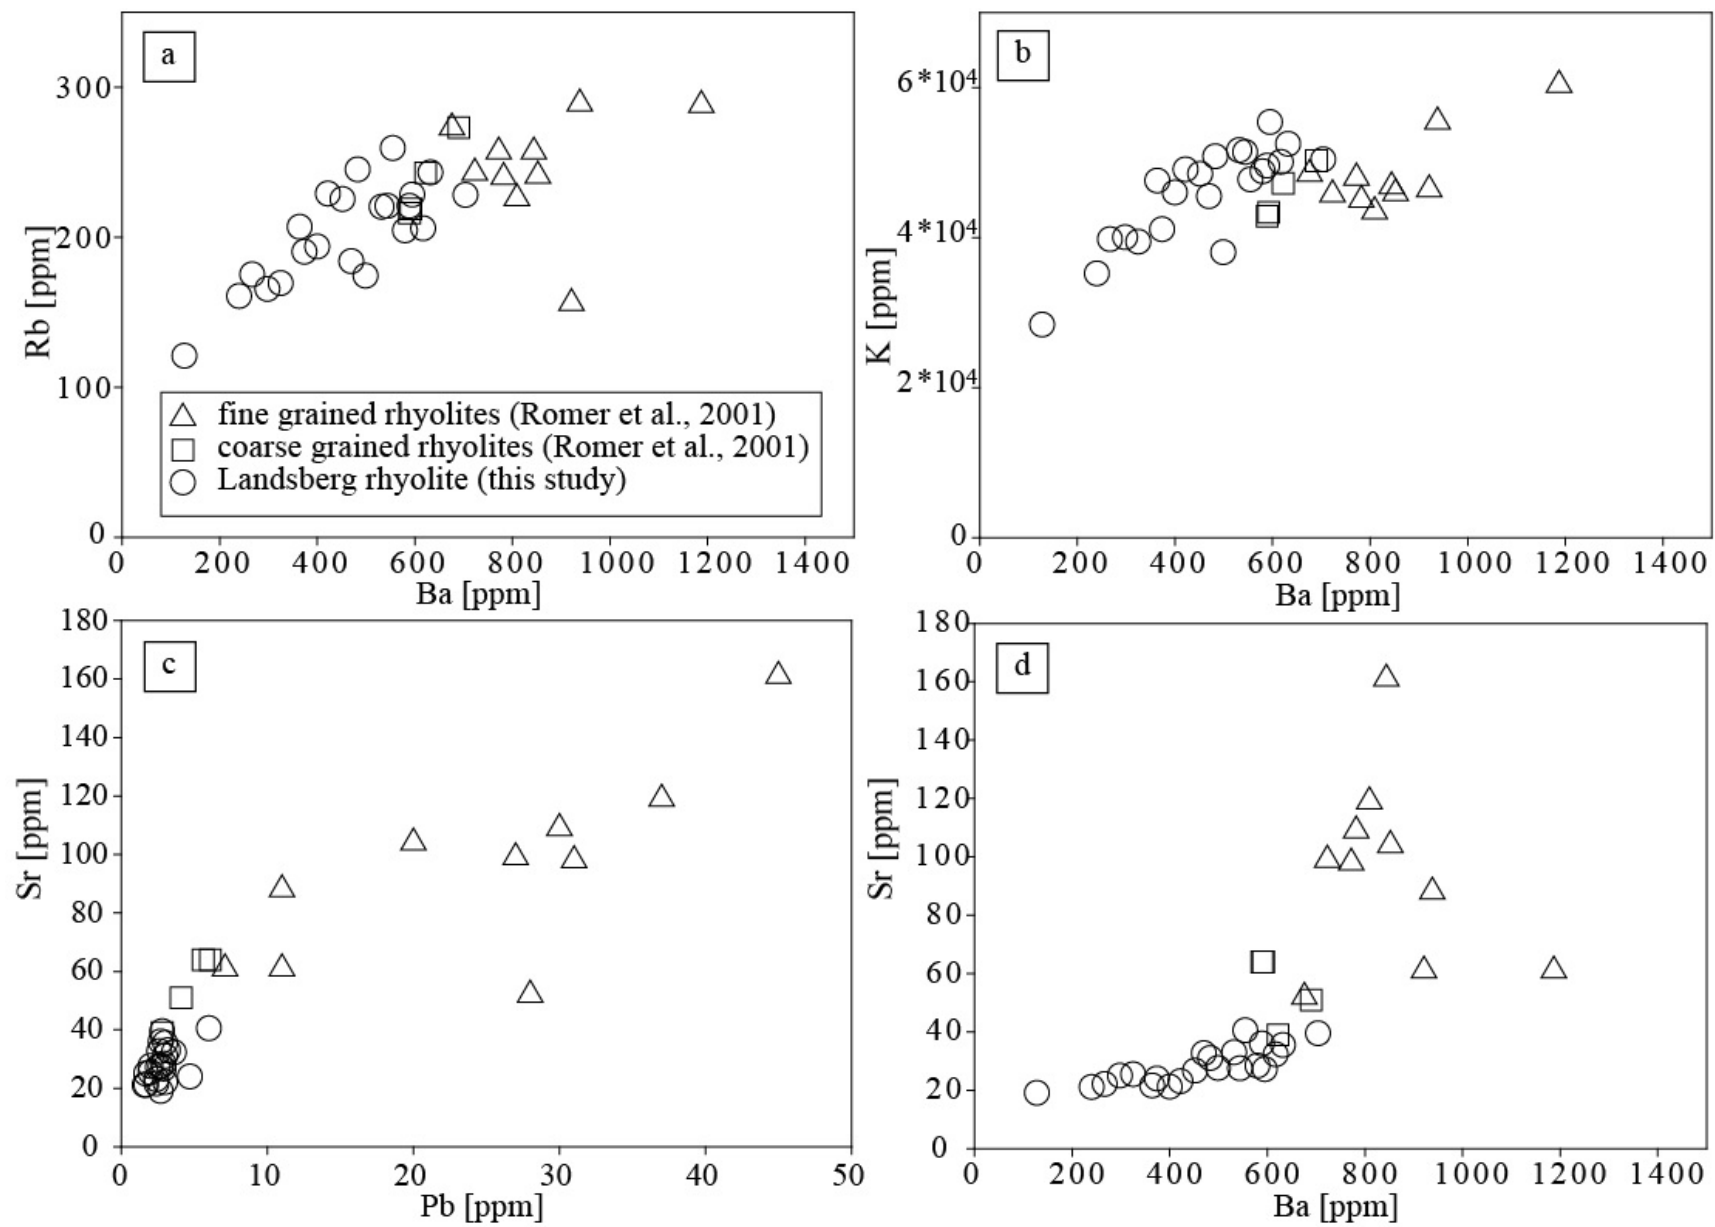 a
300
200
100
0
Rb [ppm]
fine grained rhyolites (Romer et al., 2001)
coarse grained rhyolites (Romer et al., 2001)
Landsberg rhyolite (this study)
0 200 400 600 800 1000 1200 1400
Ba [ppm]
b
6*10⁴
4*10⁴
2*10⁴
0
K [ppm]
0 200 400 600 800 1000 1200 1400
Ba [ppm]
c
180
160
140
120
100
80
60
40
20
0
Sr [ppm]
0 10 20 30 40 50
Pb [ppm]
d
180
160
140
120
100
80
60
40
20
0
Sr [ppm]
0 200 400 600 800 1000 1200 1400
Ba [ppm]